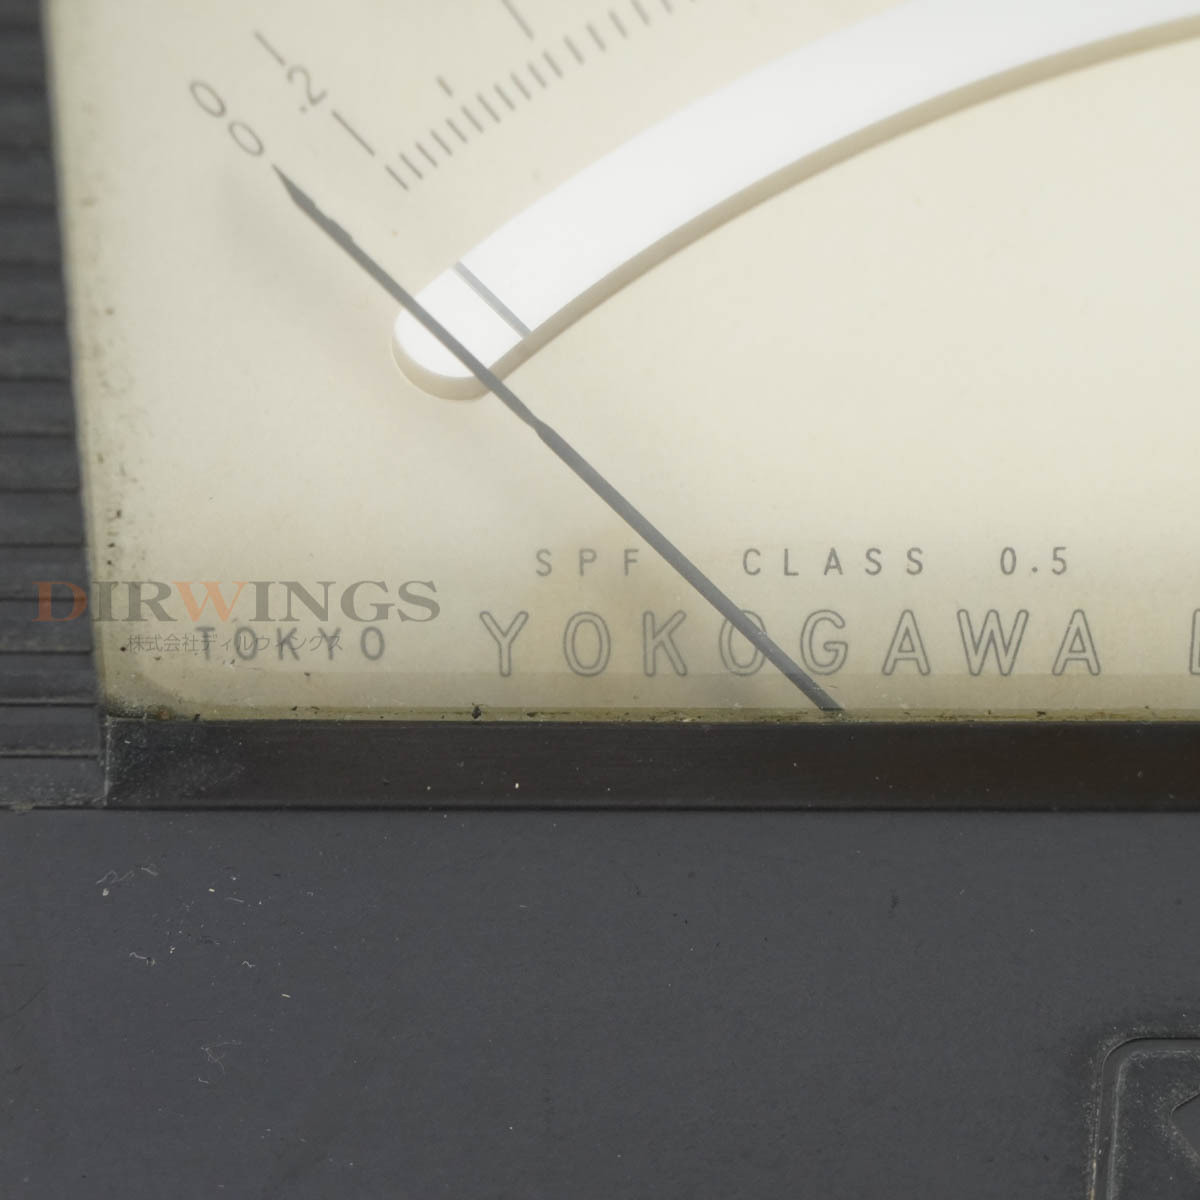 0 1
0 .2
SPF CLASS 0.5
DIRWINGS
TOKYO YOKOGAWA
株式会社ディルウィングス